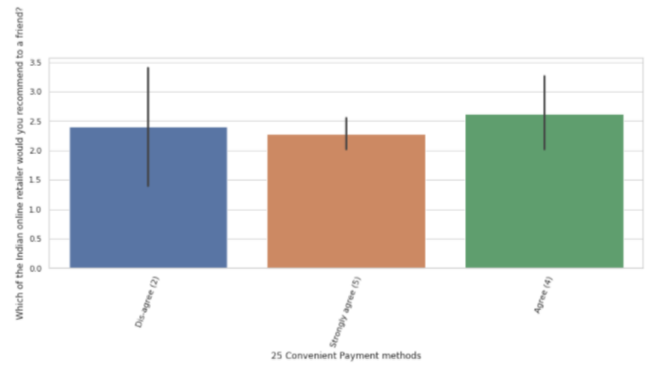 Which of the Indian online retailer would you recommend to a friend?
3.5
3.0
2.5
2.0
1.5
1.0
0.5
0.0
Dis-agree (2)
Strongly agree (5)
Agree (4)
25 Convenient Payment methods